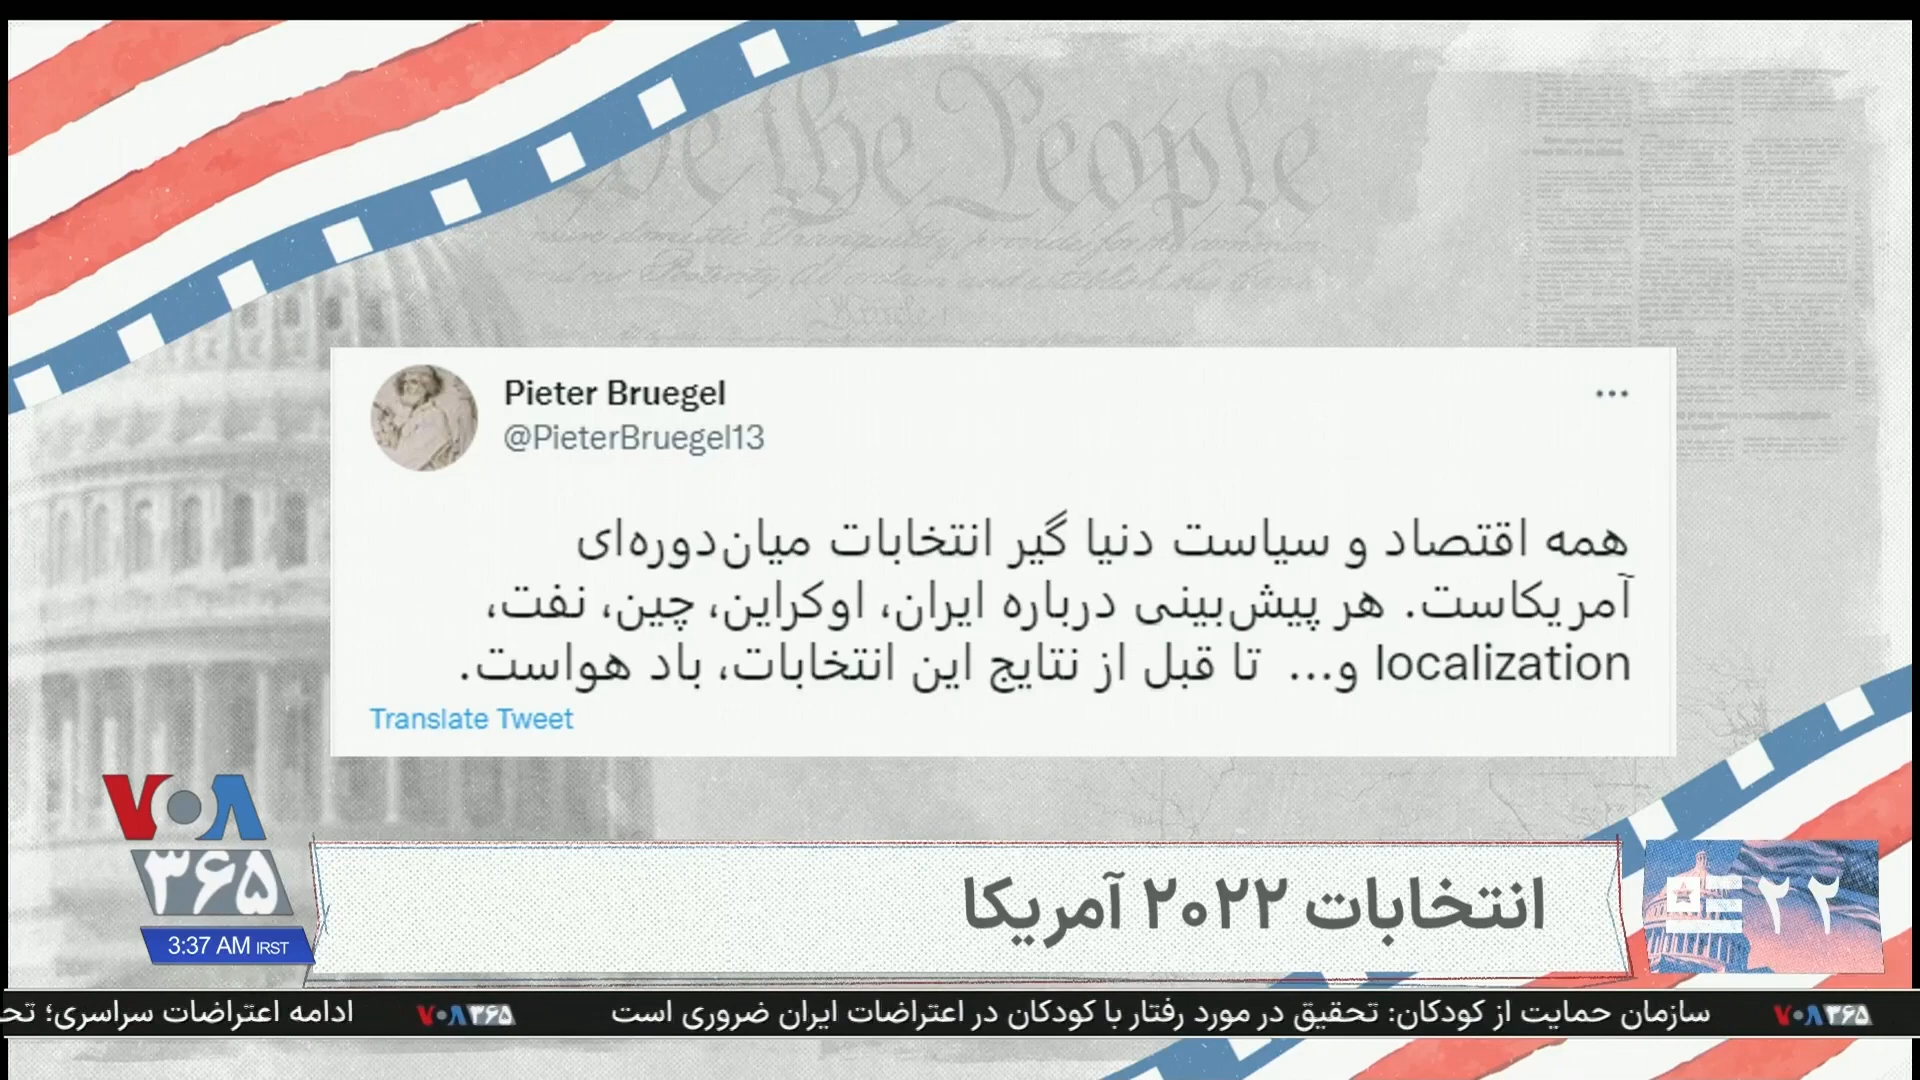 We the People
Pieter Bruegel
@PieterBruegel13
همه اقتصاد و سیاست دنیا گیر انتخابات میان‌دوره‌ای
آمریکاست. هر پیش‌بینی درباره ایران، اوکراین، چین، نفت،
localization و... تا قبل از نتایج این انتخابات، باد هواست.
Translate Tweet
VOA
۳۶۵
3:37 AM IRST
انتخابات ۲۰۲۲ آمریکا
۲۲
سازمان حمایت از کودکان: تحقیق در مورد رفتار با کودکان در اعتراضات ایران ضروری است VOA۳۶۵ ادامه اعتراضات سراسری؛ تح
VOA۳۶۵